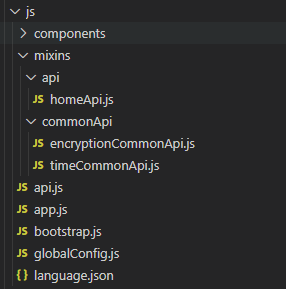 js
components
mixins
api
JS homeApi.js
commonApi
JS encryptionCommonApi.js
JS timeCommonApi.js
JS api.js
JS app.js
JS bootstrap.js
JS globalConfig.js
{} language.json